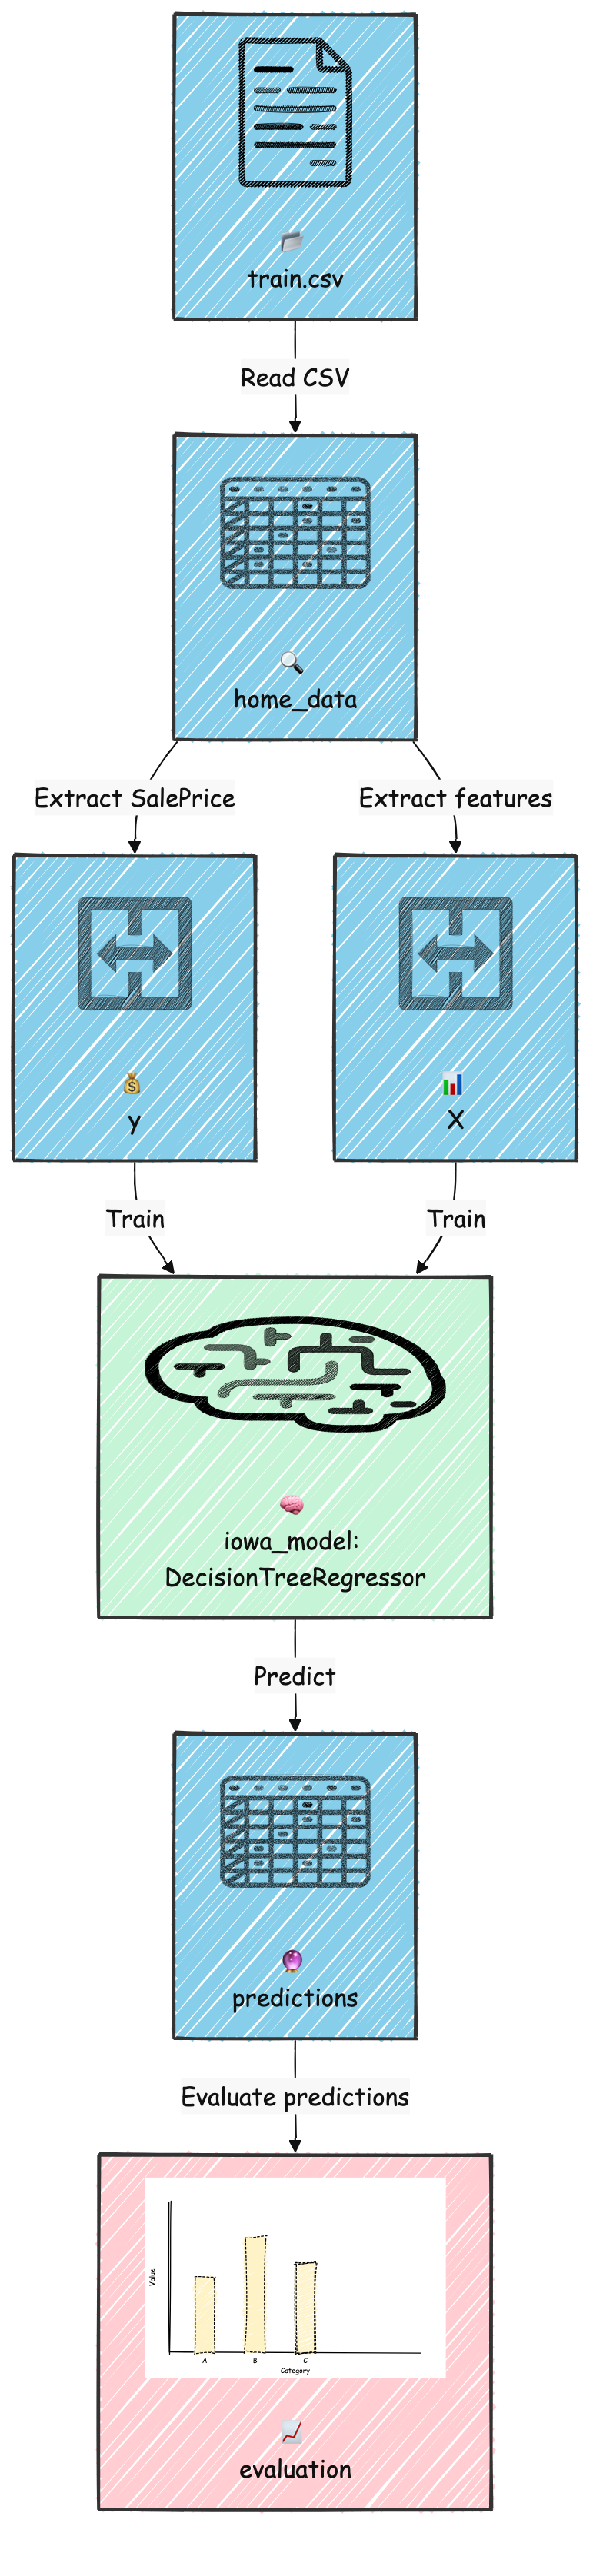 train.csv
Read CSV
home_data
Extract SalePrice
Extract features
y
X
Train
Train
iowa_model:
DecisionTreeRegressor
Predict
predictions
Evaluate predictions
Value
A
B
C
Category
evaluation